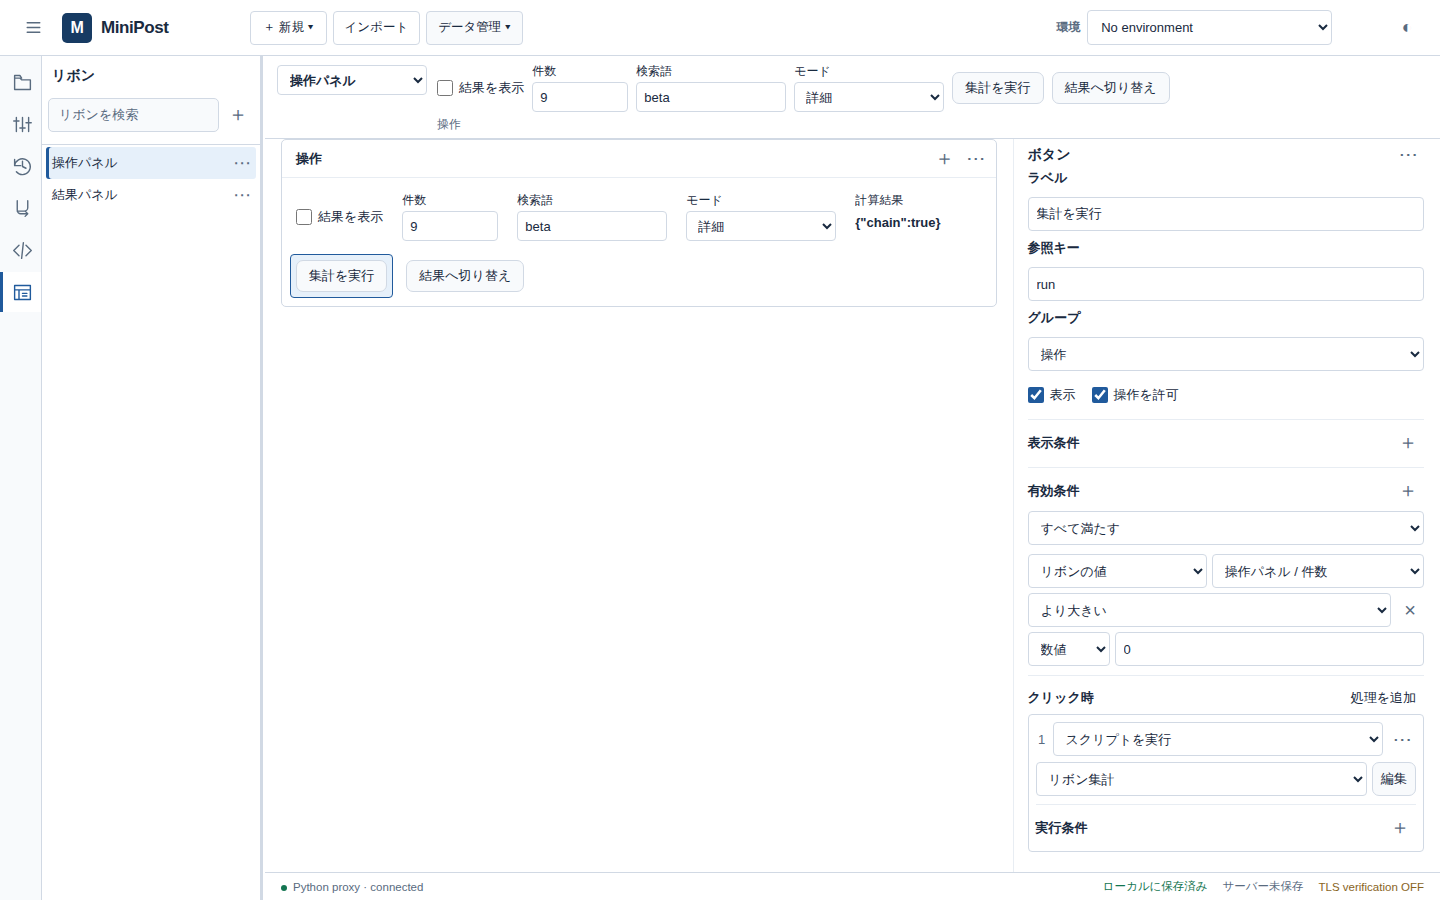 M MiniPost ＋ 新規 ▾ インポート データ管理 ▾ 環境 No environment
リボン
リボンを検索 ＋
操作パネル ···
結果パネル ···
操作パネル 結果を表示 件数 検索語 モード
9 beta 詳細 集計を実行 結果へ切り替え
操作
操作 ＋ ···
結果を表示 件数 検索語 モード 計算結果
9 beta 詳細 {"chain":true}
集計を実行 結果へ切り替え
ボタン ···
ラベル
集計を実行
参照キー
run
グループ
操作
表示 操作を許可
表示条件 ＋
有効条件 ＋
すべて満たす
リボンの値 操作パネル / 件数
より大きい ×
数値 0
クリック時 処理を追加
1 スクリプトを実行 ···
リボン集計 編集
実行条件 ＋
Python proxy · connected ローカルに保存済み サーバー未保存 TLS verification OFF